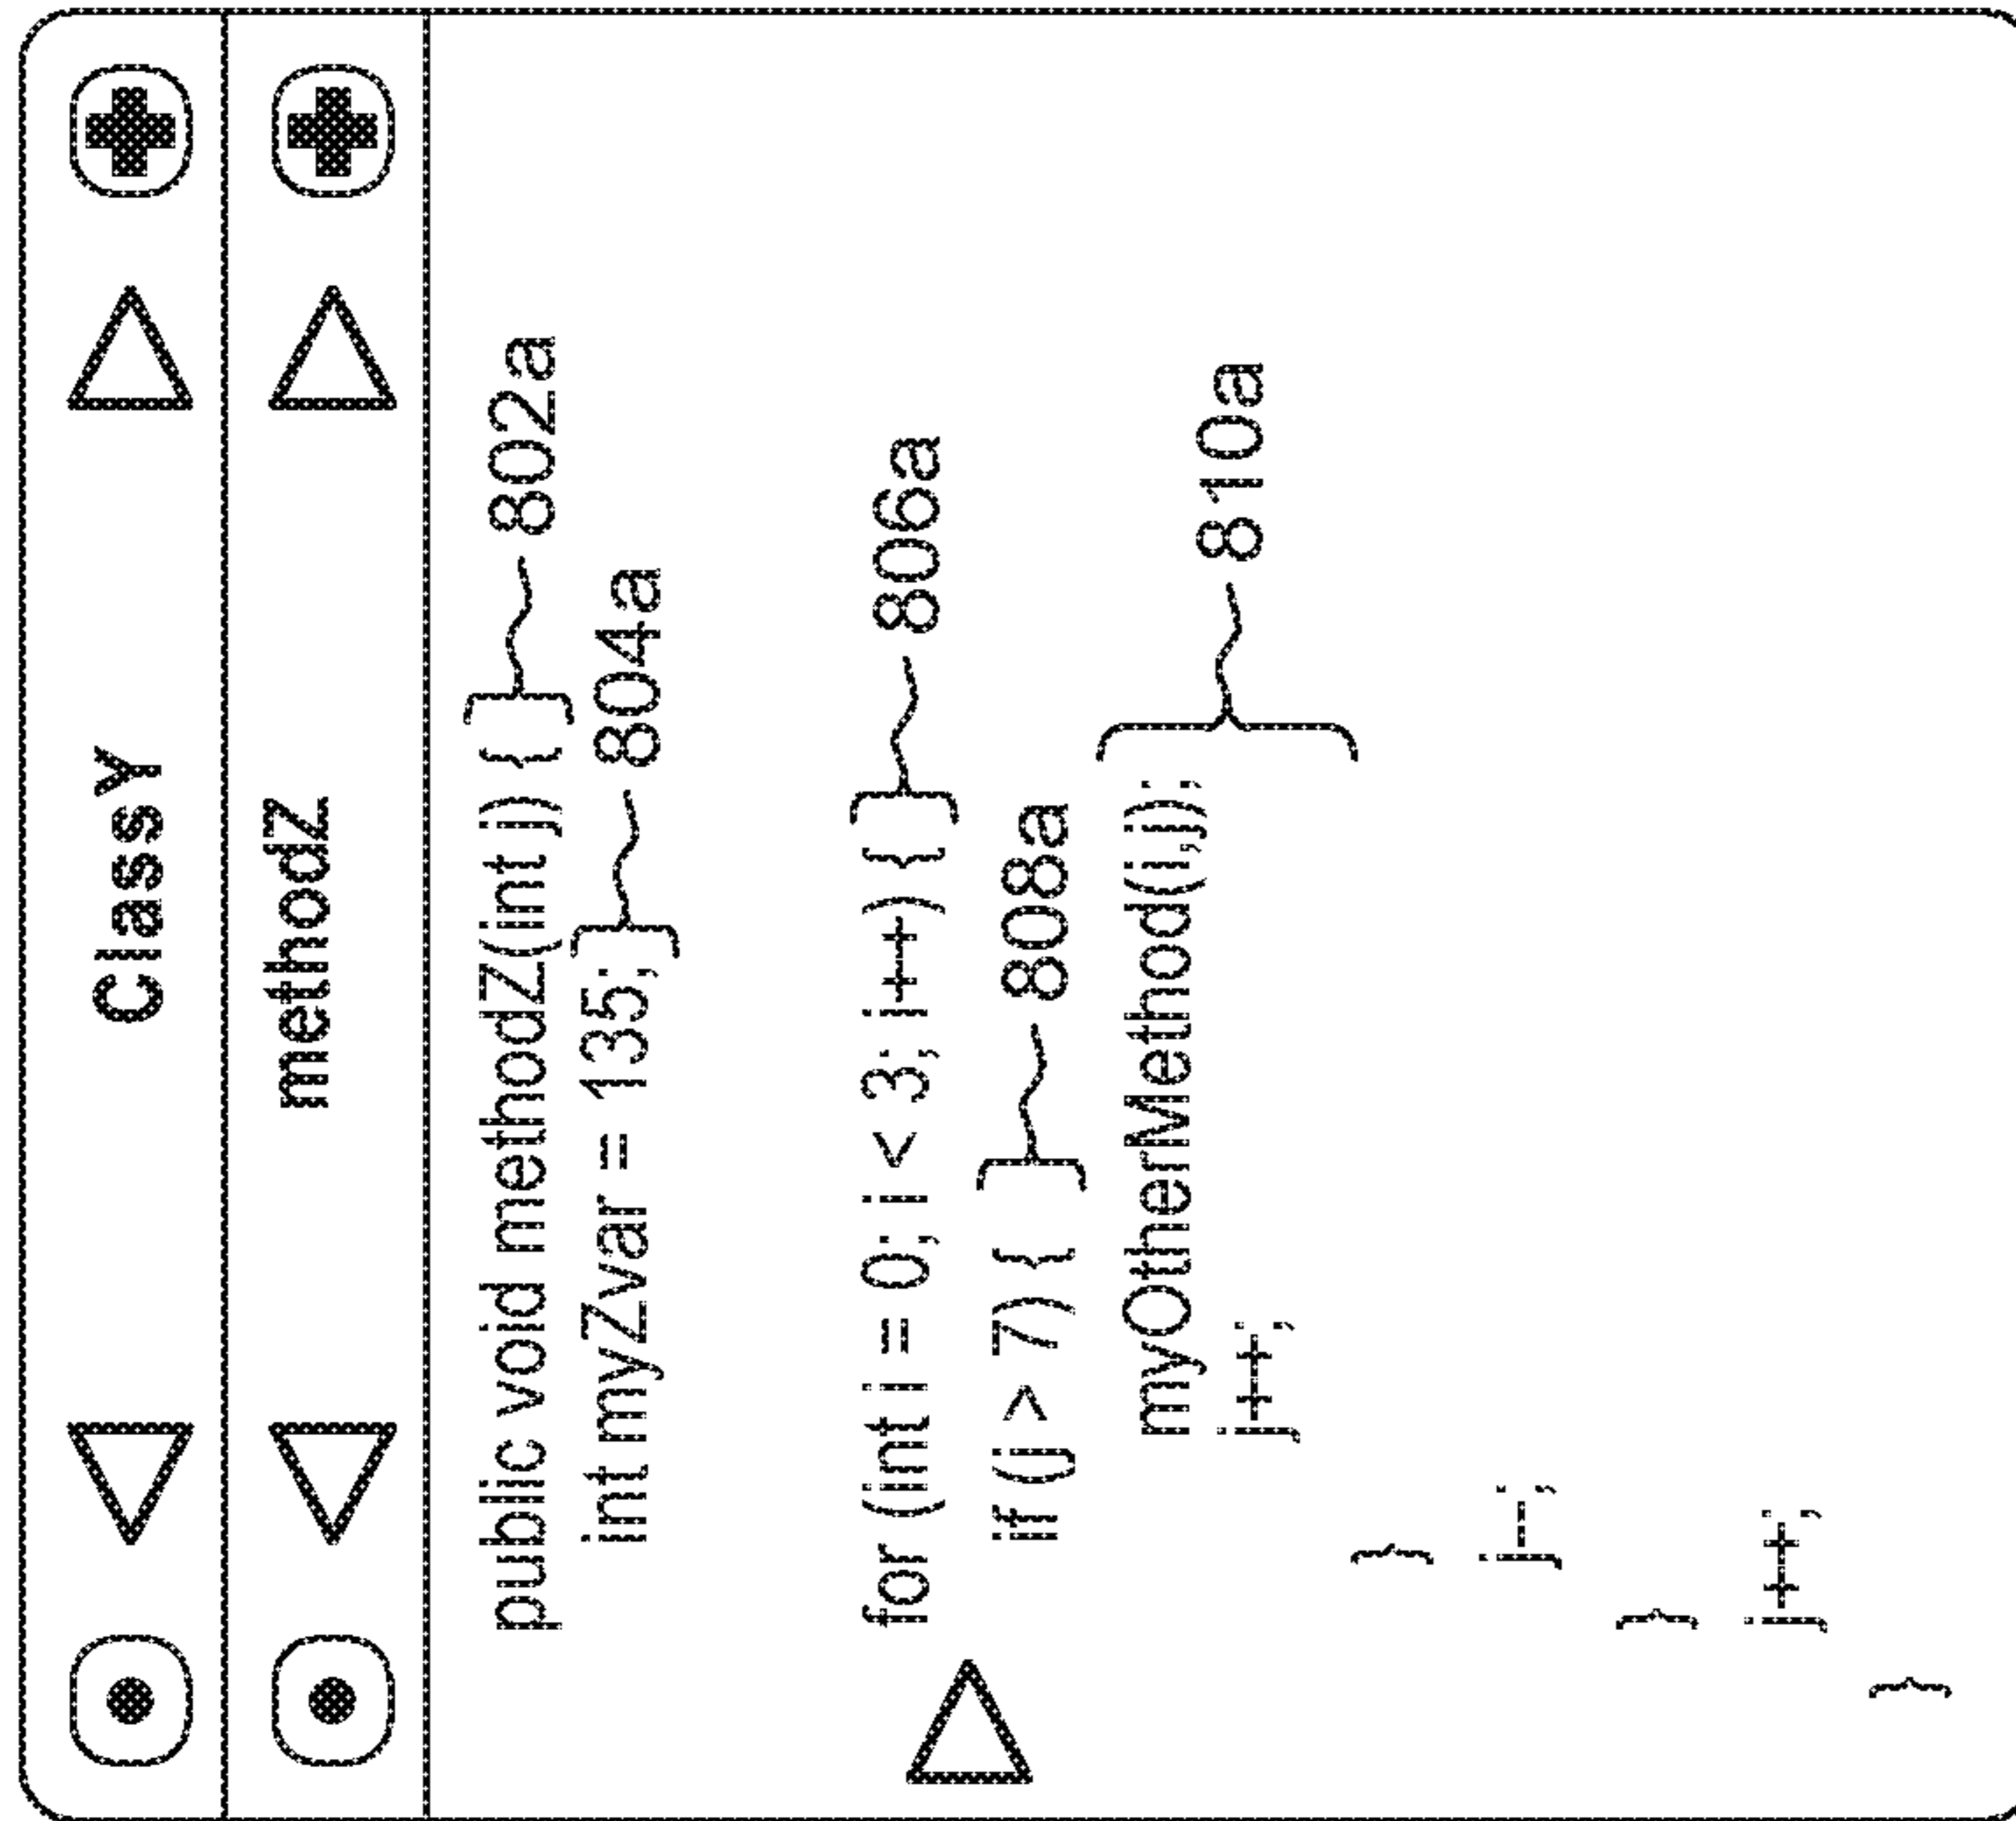 ClassY
methodZ
public void methodZ(int j)) { 802a
int myZvar = 135; 804a
for (int i = 0; i < 3; i++) { 806a
if (j > 7) { 808a
myOtherMethod(i,j); 810a
j++;
}
j--;
}
j++;
}